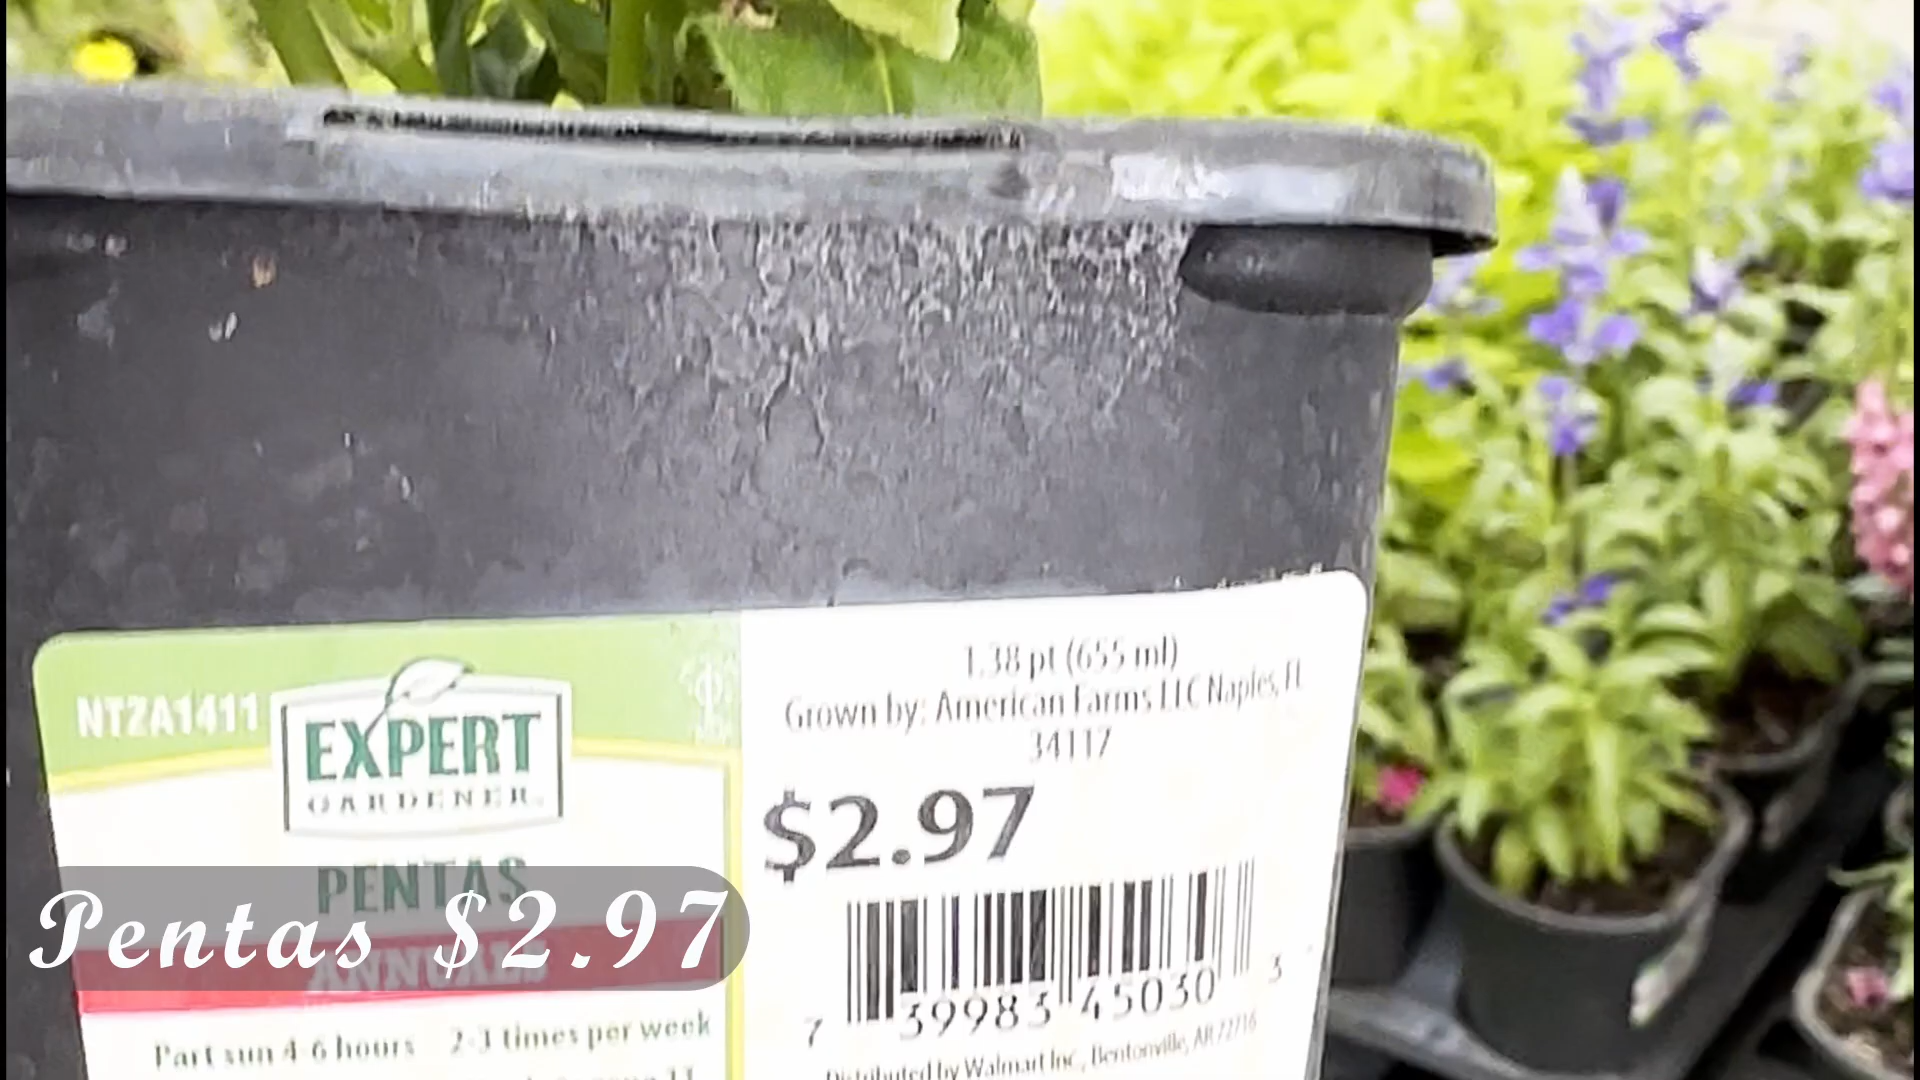 NTZA1411
EXPERT
GARDENER
PENTAS
ANNUALS
Part sun 4-6 hours 2-3 times per week
11
1.38 pt (655 ml)
Grown by: American Farms LLC Naples, FL
34117
$2.97
7 39983 45030 3
Distributed by Walmart Inc., Bentonville, AR 72716
Pentas $2.97